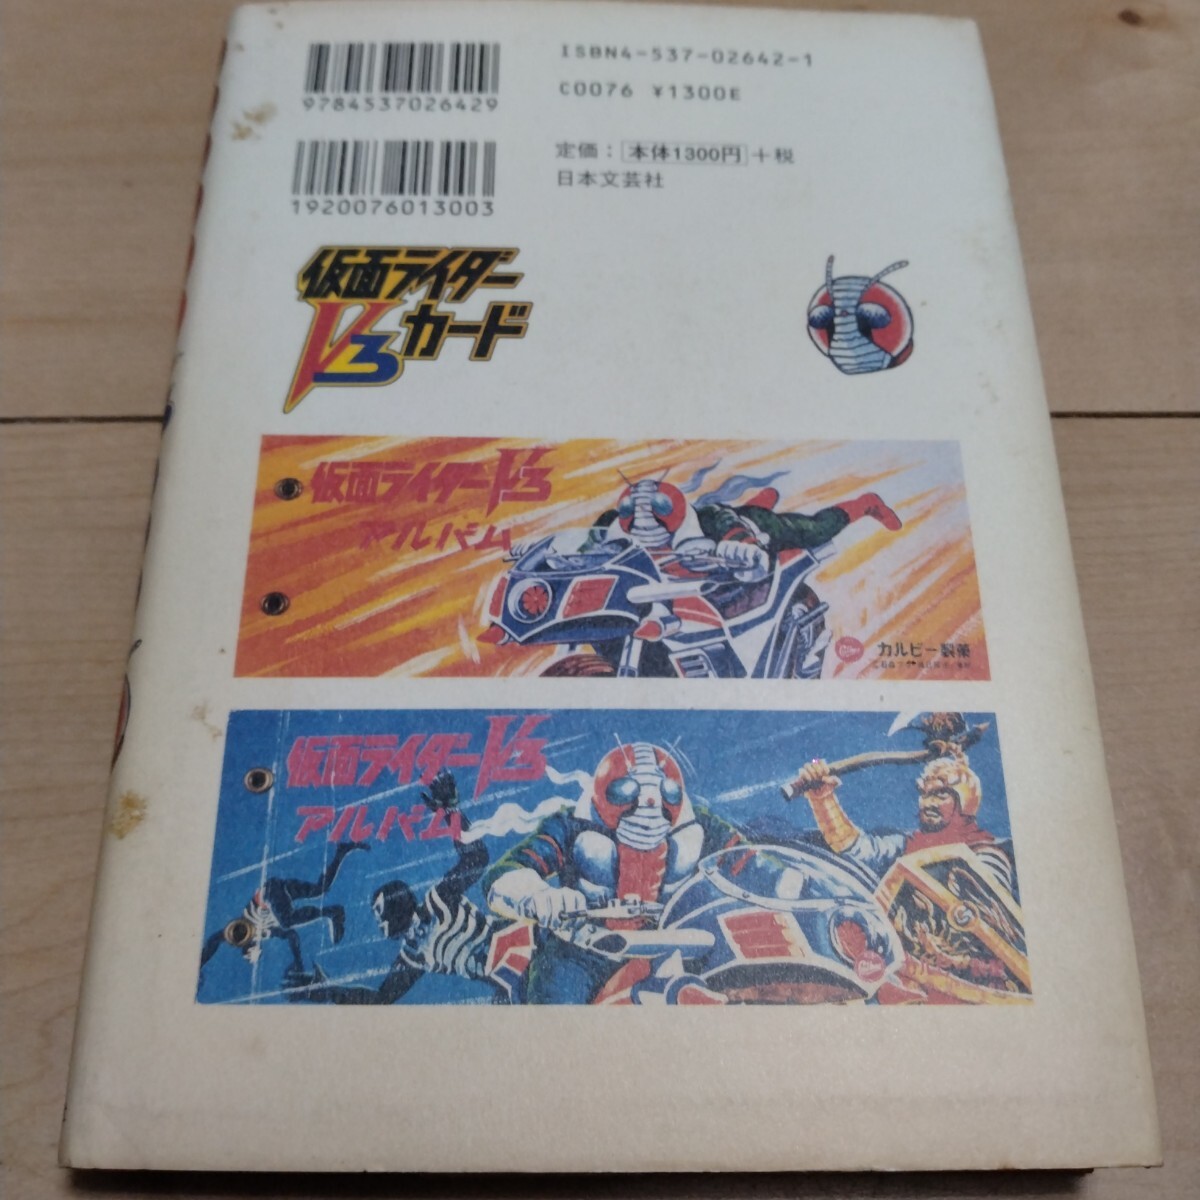 ISBN4-537-02642-1
C0076 ¥1300E
9784537026429
定価：本体1300円＋税
日本文芸社
1920076013003
仮面ライダー
V3カード
仮面ライダーV3
アルバム
カルビー製菓
仮面ライダーV3
アルバム